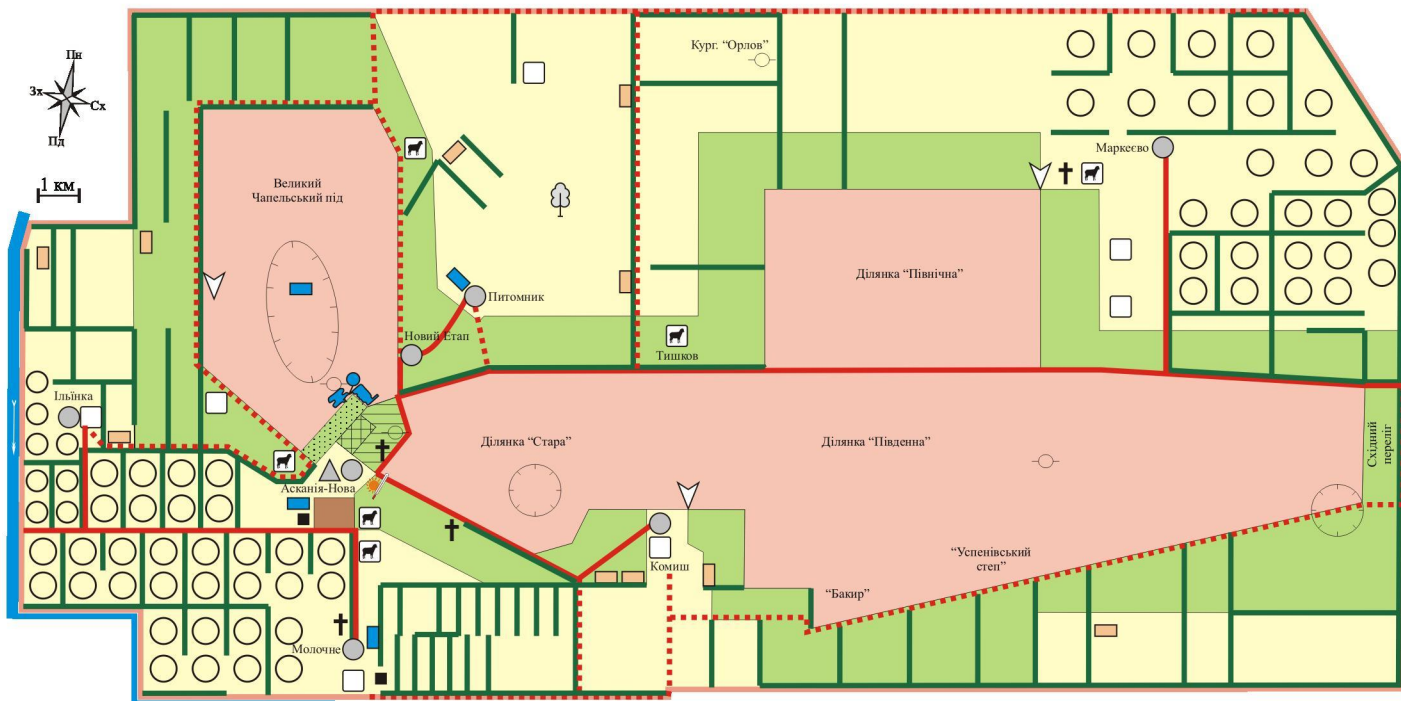 Пн
Зх
Сх
Пд
1 км
Кург. “Орлов”
Маркеєво
Великий
Чапельський під
Ділянка “Північна”
Питомник
Новий Етап
Тишков
Ільїнка
Ділянка “Стара”
Ділянка “Південна”
Східний
переліг
Асканія-Нова
“Успенівський
степ”
Комиш
“Бакир”
Молочне